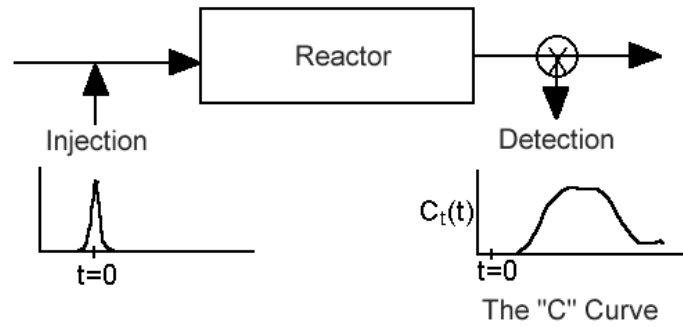 Reactor
Injection
Detection
t=0
C_t(t)
t=0
The "C" Curve